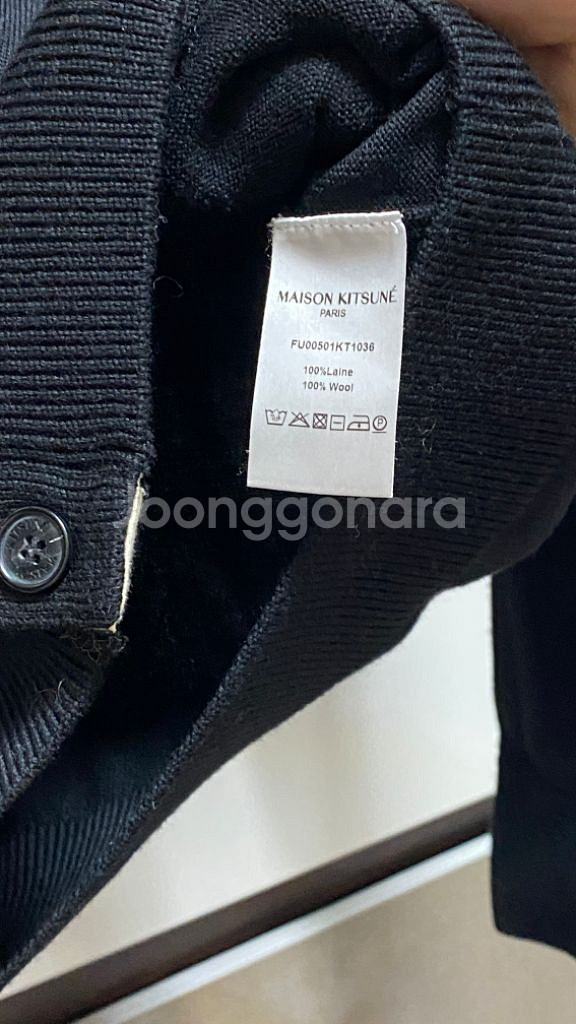 MAISON KITSUNÉ
PARIS
FU00501KT1036
100%Laine
100% Wool
P
Joonggonara